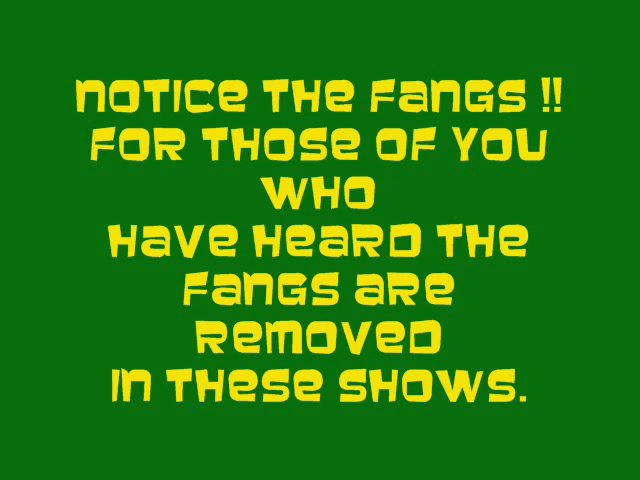 NOTICE THE FANGS !!
FOR THOSE OF YOU
WHO
HAVE HEARD THE
FANGS ARE
REMOVED
IN THESE SHOWS.